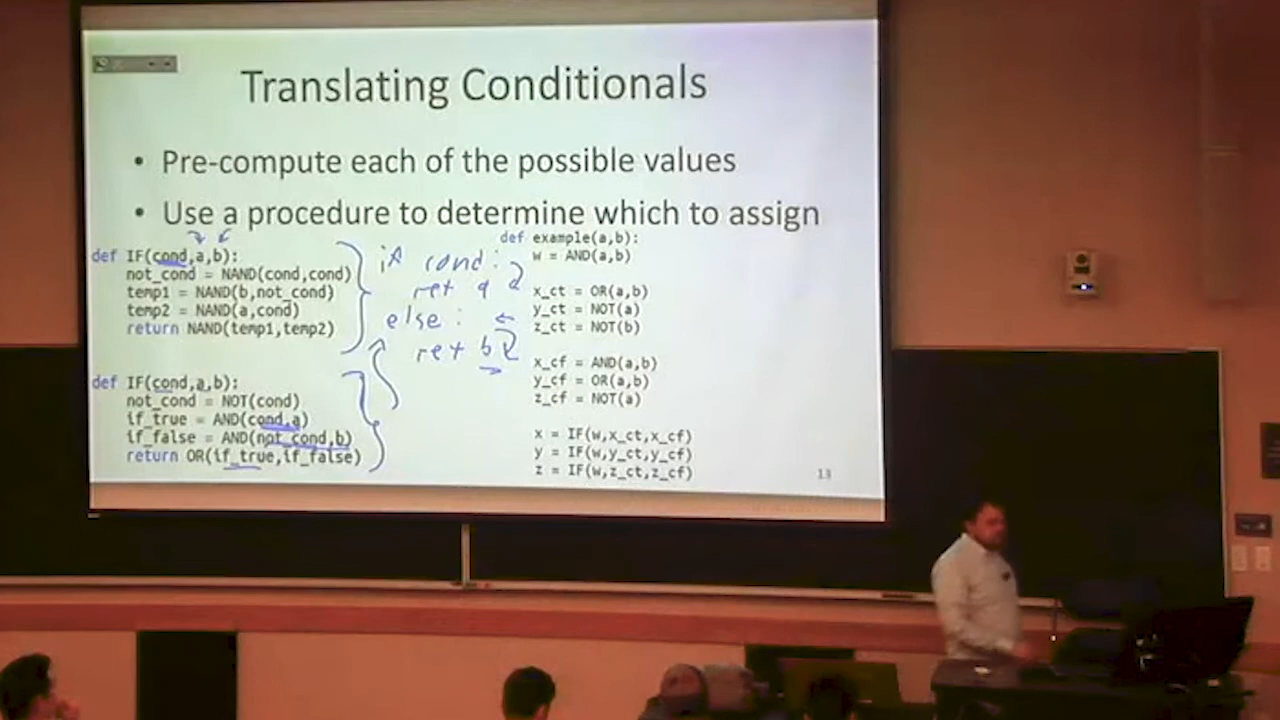 Translating Conditionals
• Pre-compute each of the possible values
• Use a procedure to determine which to assign
def IF(cond,a,b):
not_cond = NAND(cond,cond)
temp1 = NAND(b,not_cond)
temp2 = NAND(a,cond)
return NAND(temp1,temp2)
def IF(cond,a,b):
not_cond = NOT(cond)
if_true = AND(cond,a)
if_false = AND(not_cond,b)
return OR(if_true,if_false)
if cond:
ret a
else:
ret b
def example(a,b):
w = AND(a,b)
x_ct = OR(a,b)
y_ct = NOT(a)
z_ct = NOT(b)
x_cf = AND(a,b)
y_cf = OR(a,b)
z_cf = NOT(a)
x = IF(w,x_ct,x_cf)
y = IF(w,y_ct,y_cf)
z = IF(w,z_ct,z_cf)
13